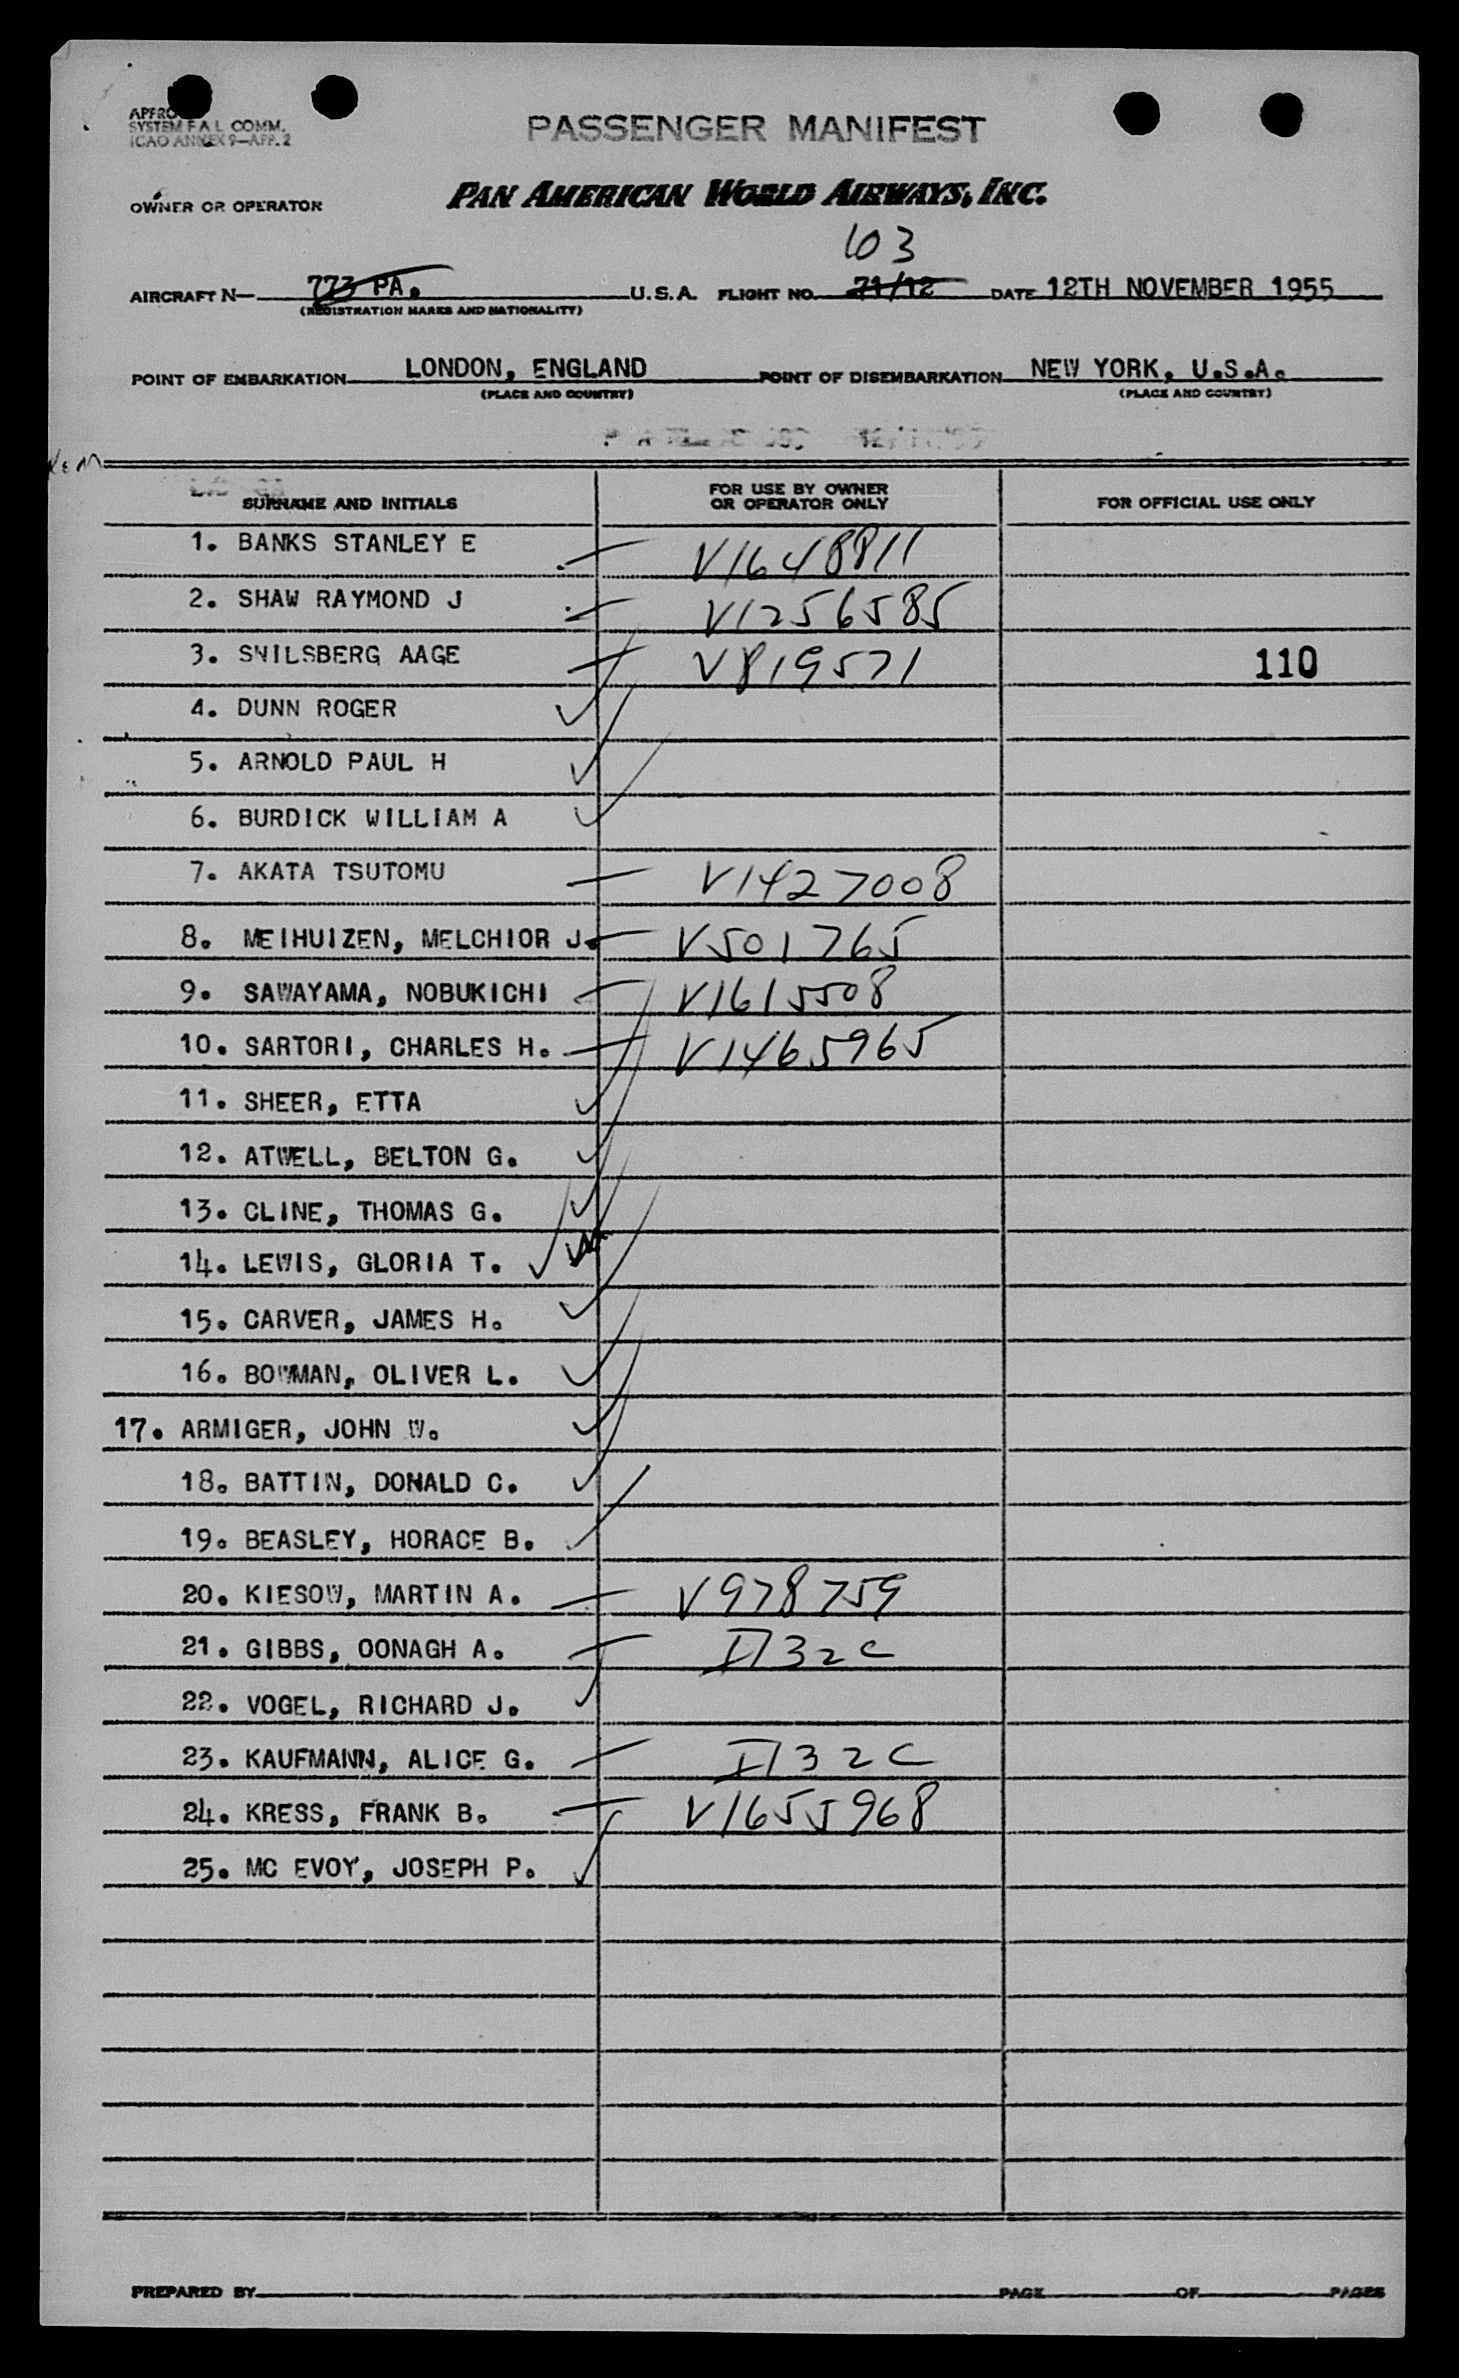 SYSTEM F A L COMM.
ICAO ANNEX 9—APP. 2
PASSENGER MANIFEST
OWNER OR OPERATOR PAN AMERICAN WORLD AIRWAYS, INC.
103
AIRCRAFT N— 773 PA. U.S.A. FLIGHT NO. 71/12 DATE 12TH NOVEMBER 1955
(REGISTRATION MARKS AND NATIONALITY)
POINT OF EMBARKATION LONDON, ENGLAND POINT OF DISEMBARKATION NEW YORK, U.S.A.
(PLACE AND COUNTRY) (PLACE AND COUNTRY)
SURNAME AND INITIALS FOR USE BY OWNER OR OPERATOR ONLY FOR OFFICIAL USE ONLY
1. BANKS STANLEY E — V1648811
2. SHAW RAYMOND J — V1256585
3. SVILSBERG AAGE — V819571 110
4. DUNN ROGER ✓
5. ARNOLD PAUL H ✓
6. BURDICK WILLIAM A ✓
7. AKATA TSUTOMU — V1427008
8. MEIHUIZEN, MELCHIOR J. — V501765
9. SAWAYAMA, NOBUKICHI — V1615508
10. SARTORI, CHARLES H. — V1465965
11. SHEER, ETTA ✓
12. ATWELL, BELTON G. ✓
13. CLINE, THOMAS G. ✓
14. LEWIS, GLORIA T. ✓
15. CARVER, JAMES H. ✓
16. BOWMAN, OLIVER L. ✓
17. ARMIGER, JOHN W. ✓
18. BATTIN, DONALD C. ✓
19. BEASLEY, HORACE B. ✓
20. KIESOW, MARTIN A. — V978759
21. GIBBS, OONAGH A. — II32C
22. VOGEL, RICHARD J. ✓
23. KAUFMANN, ALICE G. — II32C
24. KRESS, FRANK B. — V1655968
25. MC EVOY, JOSEPH P. ✓
PREPARED BY PAGE OF PAGES